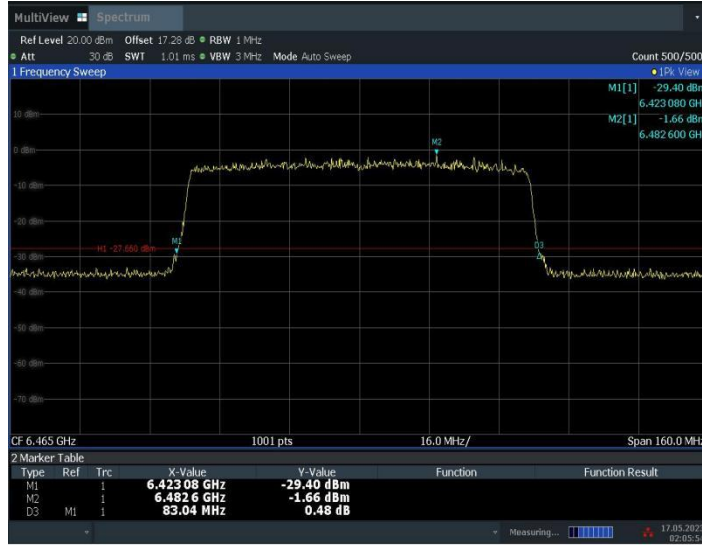 MultiView Spectrum
Ref Level 20.00 dBm Offset 17.28 dB RBW 1 MHz
Att 30 dB SWT 1.01 ms VBW 3 MHz Mode Auto Sweep Count 500/500
1 Frequency Sweep 1Pk View
M1[1] -29.40 dBm
6.423 080 GH
10 dBm
M2[1] -1.66 dBm
6.482 600 GH
0 dBm
M2
-10 dBm
-20 dBm
M1
D3
H1 -27.660 dBm
-30 dBm
-40 dBm
-50 dBm
-60 dBm
-70 dBm
CF 6.465 GHz 1001 pts 16.0 MHz/ Span 160.0 MHz
2 Marker Table
Type Ref Trc X-Value Y-Value Function Function Result
M1 1 6.423 08 GHz -29.40 dBm
M2 1 6.482 6 GHz -1.66 dBm
D3 M1 1 83.04 MHz 0.48 dB
Measuring... 17.05.202
02:05:5